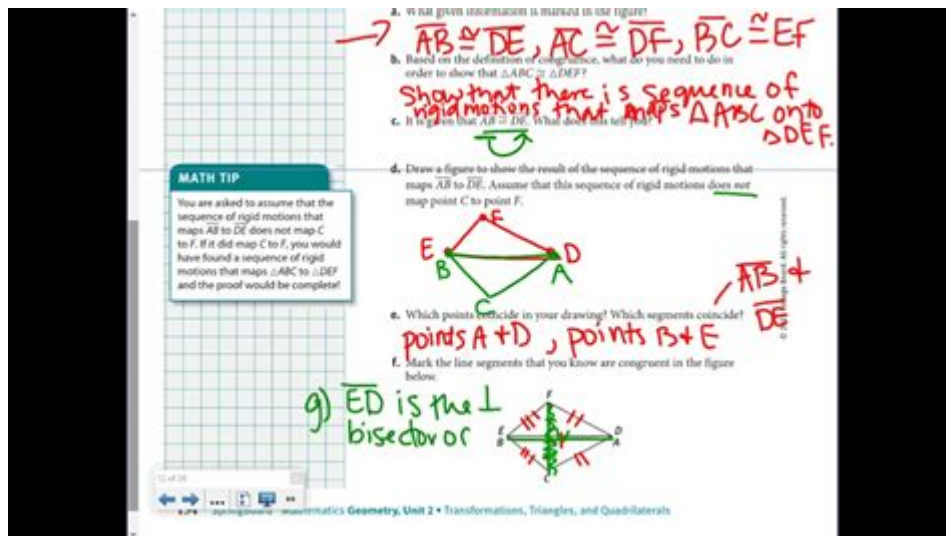 a. What given information is marked in the figure?
→ AB ≅ DE, AC ≅ DF, BC ≅ EF
b. Based on the definition of congruence, what do you need to do in
order to show that △ABC ≅ △DEF?
Show that there is sequence of
rigid motions that maps △ABC onto
△DEF.
c. It is given that AB ≅ DE. What does this tell you?
d. Draw a figure to show the result of the sequence of rigid motions that
maps AB to DE. Assume that this sequence of rigid motions does not
map point C to point F.
MATH TIP
You are asked to assume that the
sequence of rigid motions that
maps AB to DE does not map C
to F. If it did map C to F, you would
have found a sequence of rigid
motions that maps △ABC to △DEF
and the proof would be complete!
F
E D
B A
C
e. Which points coincide in your drawing? Which segments coincide?
AB +
DE
points A + D, points B + E
f. Mark the line segments that you know are congruent in the figure
below.
g) ED is the ⊥
bisector or
F
E D
B A
C
12 of 28
SpringBoard Mathematics Geometry, Unit 2 • Transformations, Triangles, and Quadrilaterals